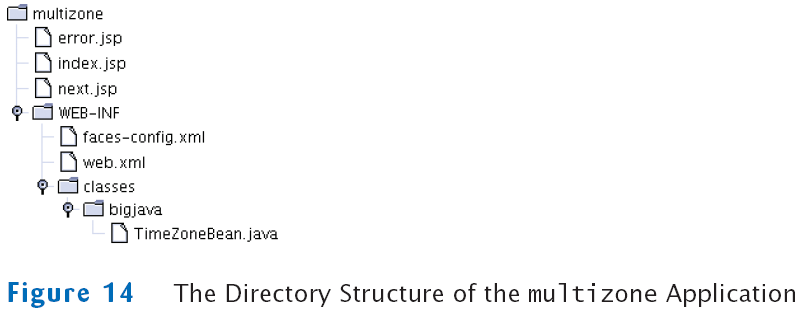 multizone
error.jsp
index.jsp
next.jsp
WEB-INF
faces-config.xml
web.xml
classes
bigjava
TimeZoneBean.java
Figure 14 The Directory Structure of the multizone Application